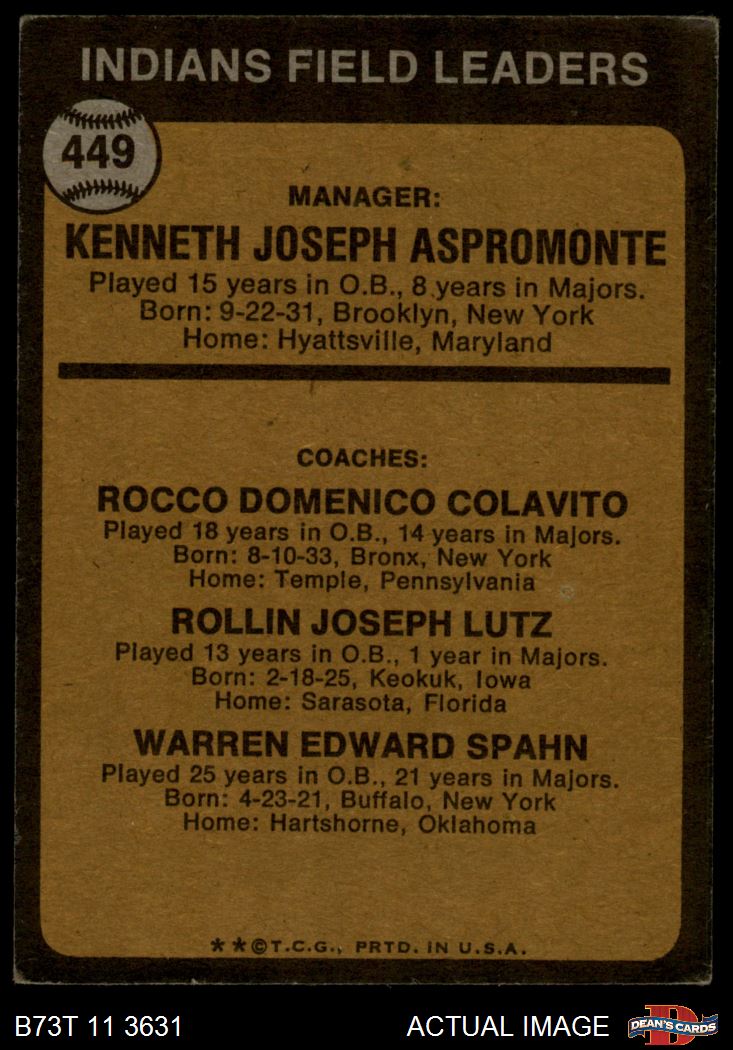 INDIANS FIELD LEADERS
449
MANAGER:
KENNETH JOSEPH ASPROMONTE
Played 15 years in O.B., 8 years in Majors.
Born: 9-22-31, Brooklyn, New York
Home: Hyattsville, Maryland
COACHES:
ROCCO DOMENICO COLAVITO
Played 18 years in O.B., 14 years in Majors.
Born: 8-10-33, Bronx, New York
Home: Temple, Pennsylvania
ROLLIN JOSEPH LUTZ
Played 13 years in O.B., 1 year in Majors.
Born: 2-18-25, Keokuk, Iowa
Home: Sarasota, Florida
WARREN EDWARD SPAHN
Played 25 years in O.B., 21 years in Majors.
Born: 4-23-21, Buffalo, New York
Home: Hartshorne, Oklahoma
**©T.C.G., PRTD. IN U.S.A.
B73T 11 3631 ACTUAL IMAGE D DEAN'S CARDS